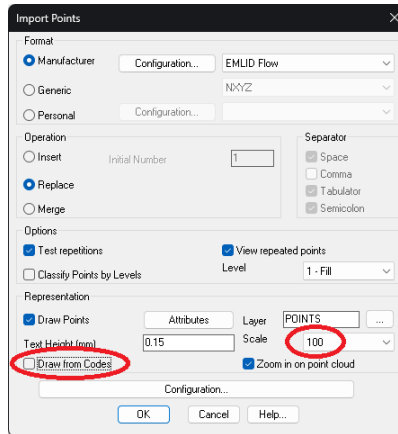 Import Points
Format
Manufacturer Configuration... EMLID Flow
Generic NXYZ
Personal Configuration...
Operation Separator
Insert Initial Number 1 Space
Comma
Replace Tabulator
Merge Semicolon
Options
Test repetitions View repeated points
Classify Points by Levels Level 1 - Fill
Representation
Draw Points Attributes Layer POINTS ...
Text Height (mm) 0.15 Scale 100
Draw from Codes Zoom in on point cloud
Configuration...
OK Cancel Help...